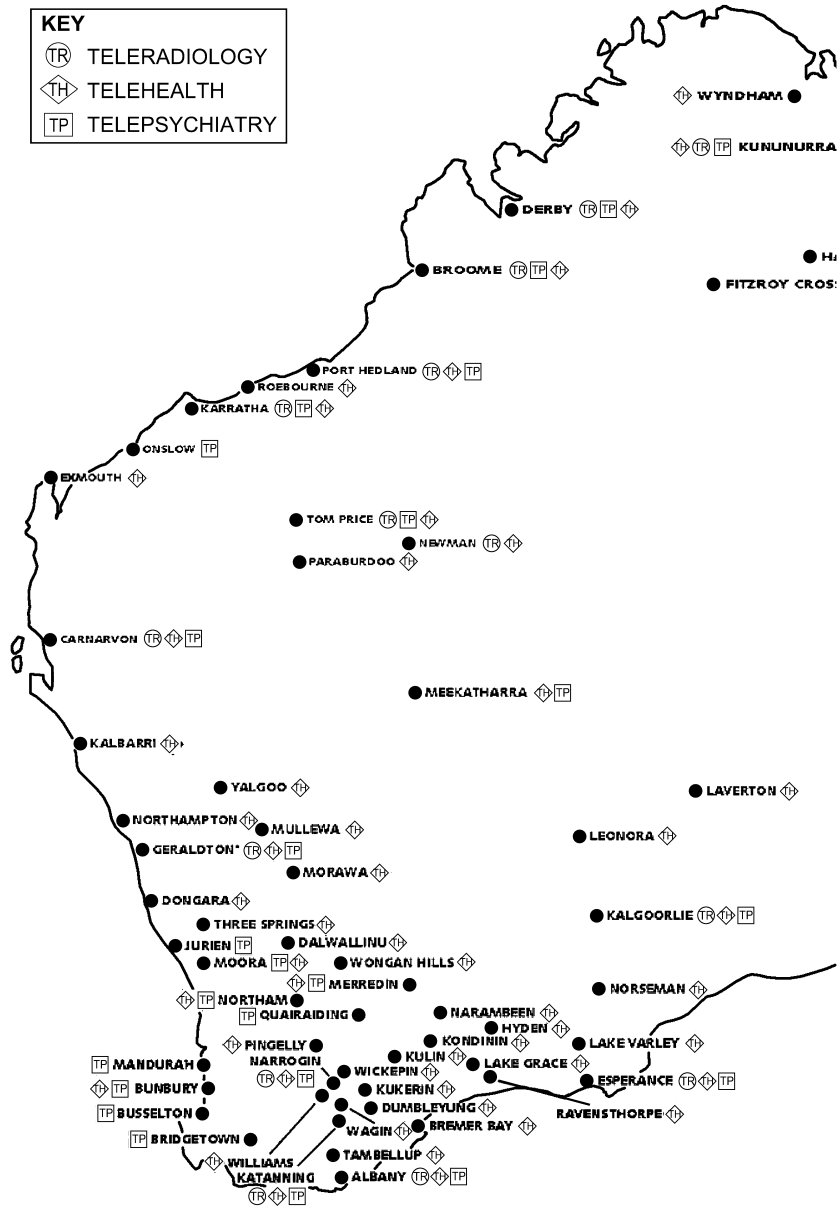 KEY
TR TELERADIOLOGY
TH TELEHEALTH
TP TELEPSYCHIATRY
TH WYNDHAM
TH TR TP KUNUNURRA
DERBY TR TP TH
BROOME TR TP TH
FITZROY
PORT HEDLAND TR TH TP
ROEBOURNE TH
KARRATHA TR TP TH
ONSLOW TP
EXMOUTH TH
TOM PRICE TR TP TH
NEWMAN TR TH
PARABURDOO TH
CARNARVON TR TH TP
MEEKATHARRA TH TP
KALBARRI TH
YALGOO TH
LAVERTON TH
NORTHAMPTON TH
MULLEWA TH
LEONORA TH
GERALDTON* TR TH TP
MORAWA TH
DONGARA TH
KALGOORLIE TR TH TP
THREE SPRINGS TH
JURIEN TP
DALWALLINU TH
MOORA TP TH
WONGAN HILLS TH
TH TP MERREDIN
NORSEMAN TH
TH TP NORTHAM
TP QUAIRAIDING
NARAMBEEN TH
HYDEN TH
TH PINGELLY
KONDININ TH
LAKE VARLEY TH
NARROGIN
TR TH TP
KULIN TH
TP MANDURAH
WICKEPIN TH
LAKE GRACE TH
TH TP BUNBURY
KUKERIN TH
ESPERANCE TR TH TP
TP BUSSELTON
DUMBLEYUNG TH
RAVENSTHORPE TH
WAGIN TH
BREMER BAY TH
TP BRIDGETOWN
TH WILLIAMS
TAMBELLUP TH
KATANNING
TR TH TP
ALBANY TR TH TP